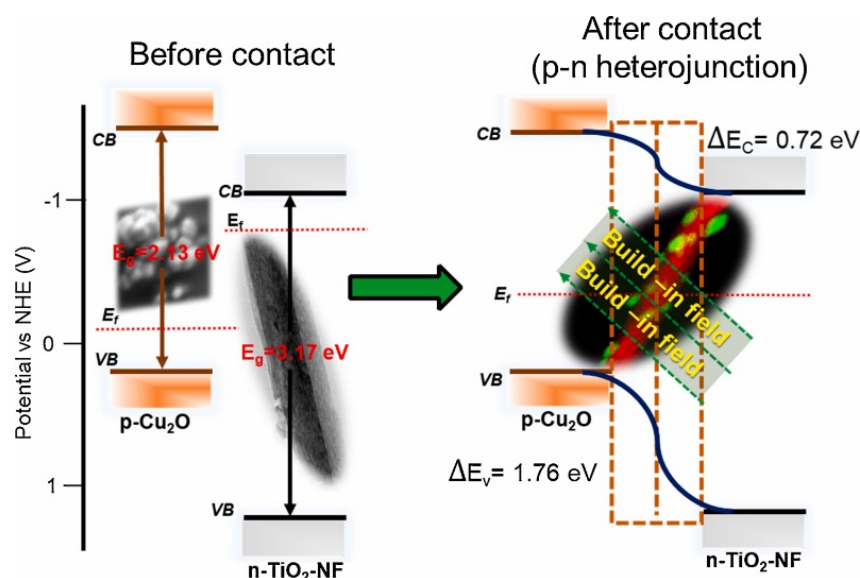 Before contact
After contact
(p-n heterojunction)
Potential vs NHE (V)
-1
0
1
CB
E_g=2.13 eV
E_f
VB
p-Cu₂O
CB
E_f
E_g=3.17 eV
VB
n-TiO₂-NF
CB
ΔE_C= 0.72 eV
Build –in field
Build –in field
E_f
VB
p-Cu₂O
ΔE_v= 1.76 eV
n-TiO₂-NF